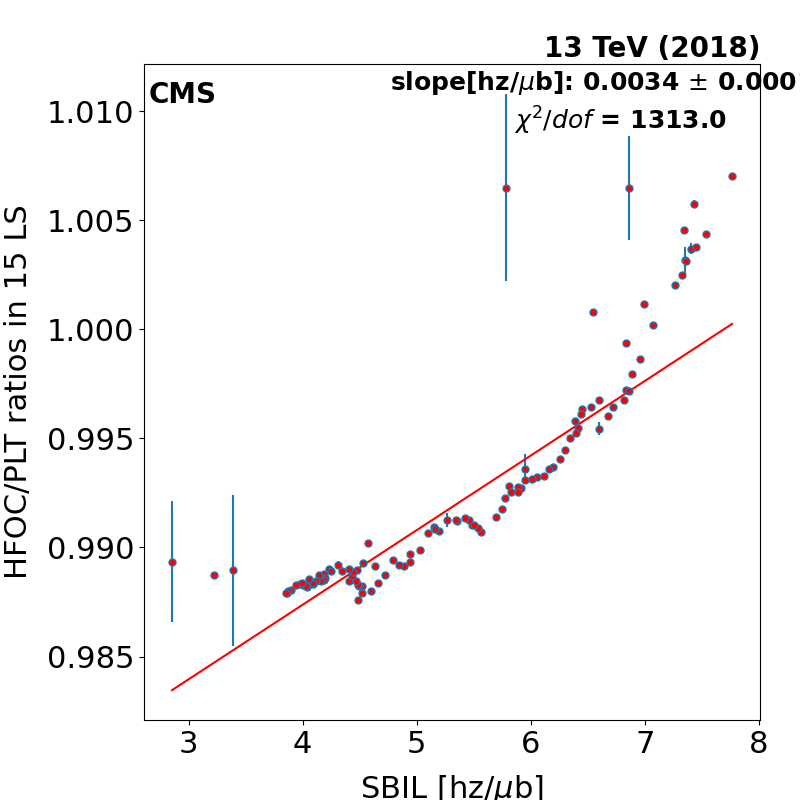 13 TeV (2018)
CMS
slope[hz/μb]: 0.0034 ± 0.000
χ²/dof = 1313.0
1.010
1.005
1.000
0.995
0.990
0.985
HFOC/PLT ratios in 15 LS
3 4 5 6 7 8
SBIL [hz/μb]